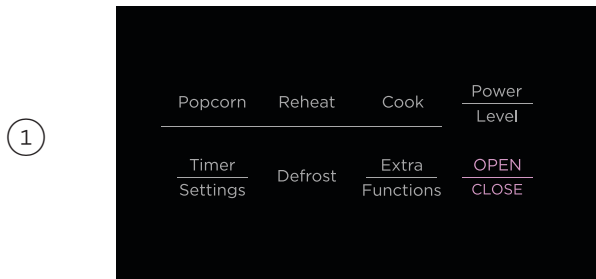 1
Popcorn Reheat Cook Power
Level
Timer Defrost Extra OPEN
Settings Functions CLOSE